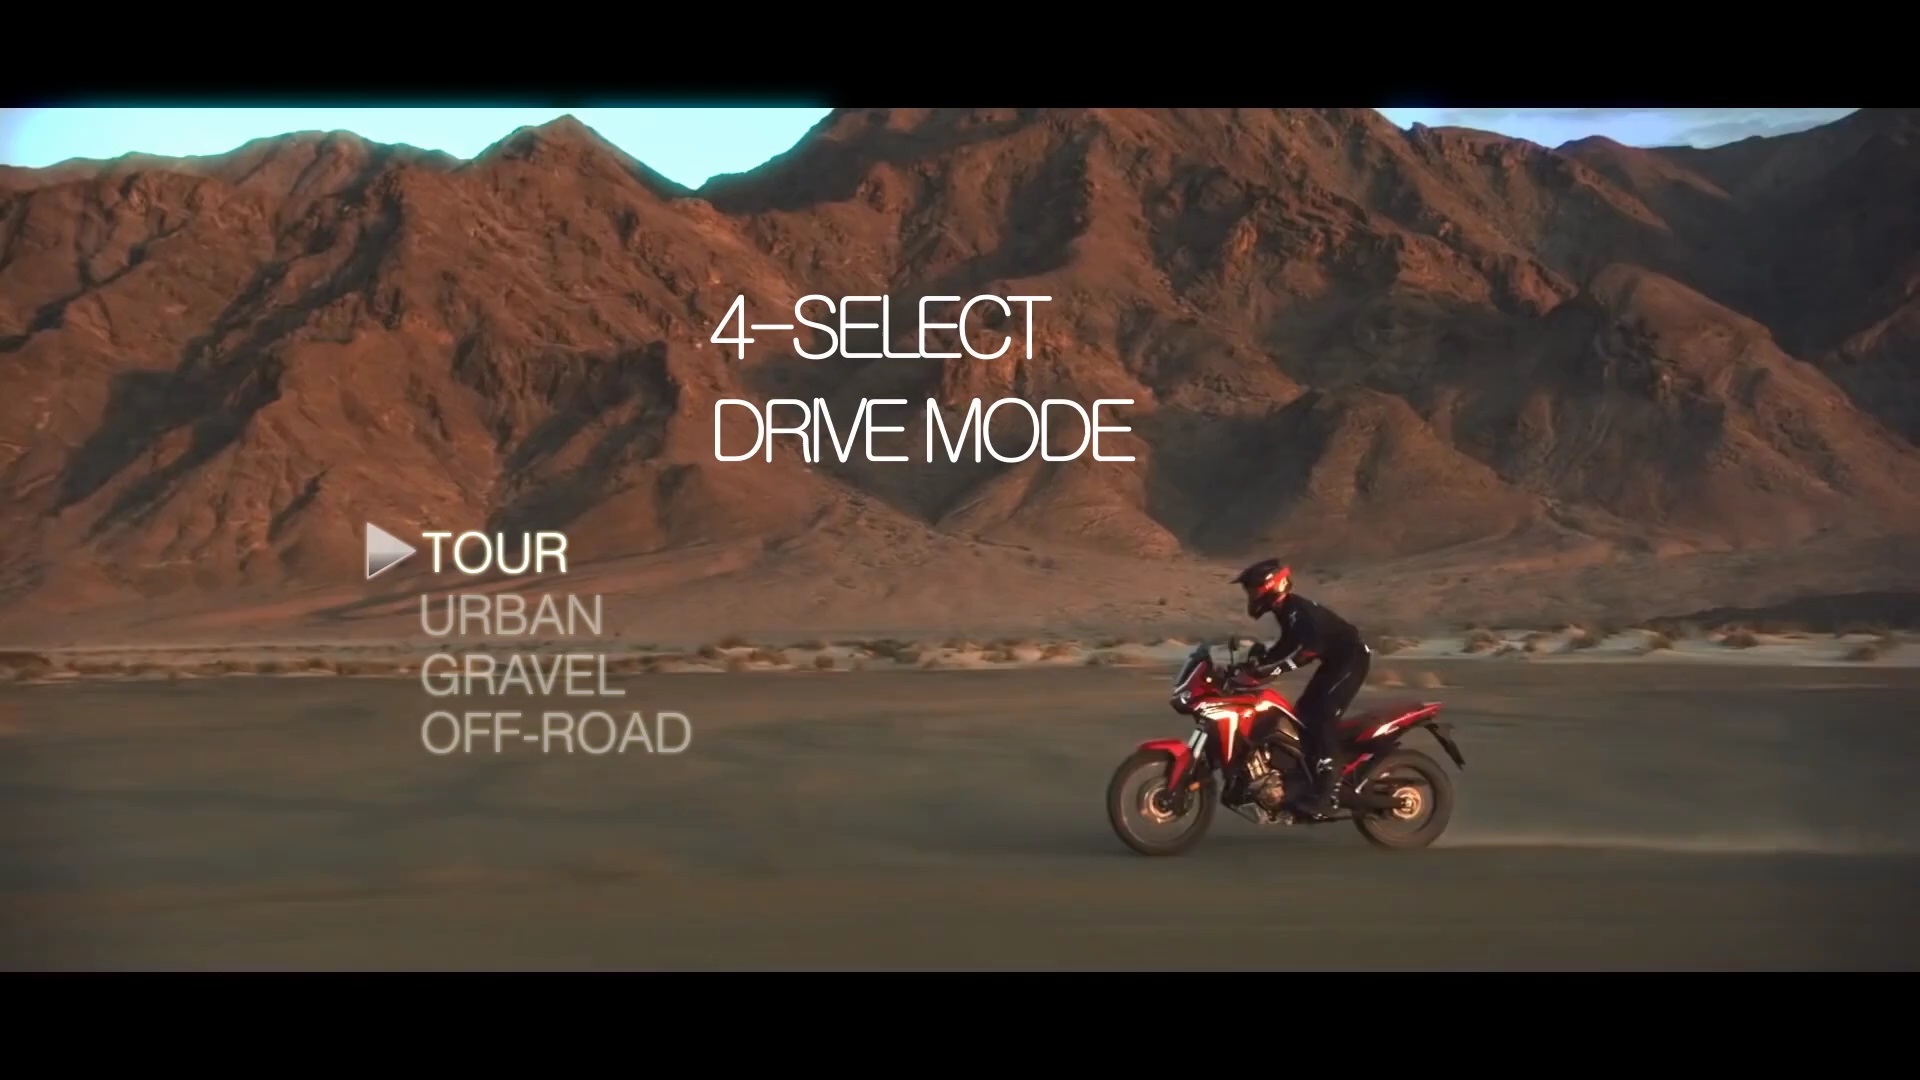 4-SELECT
DRIVE MODE
TOUR
URBAN
GRAVEL
OFF-ROAD